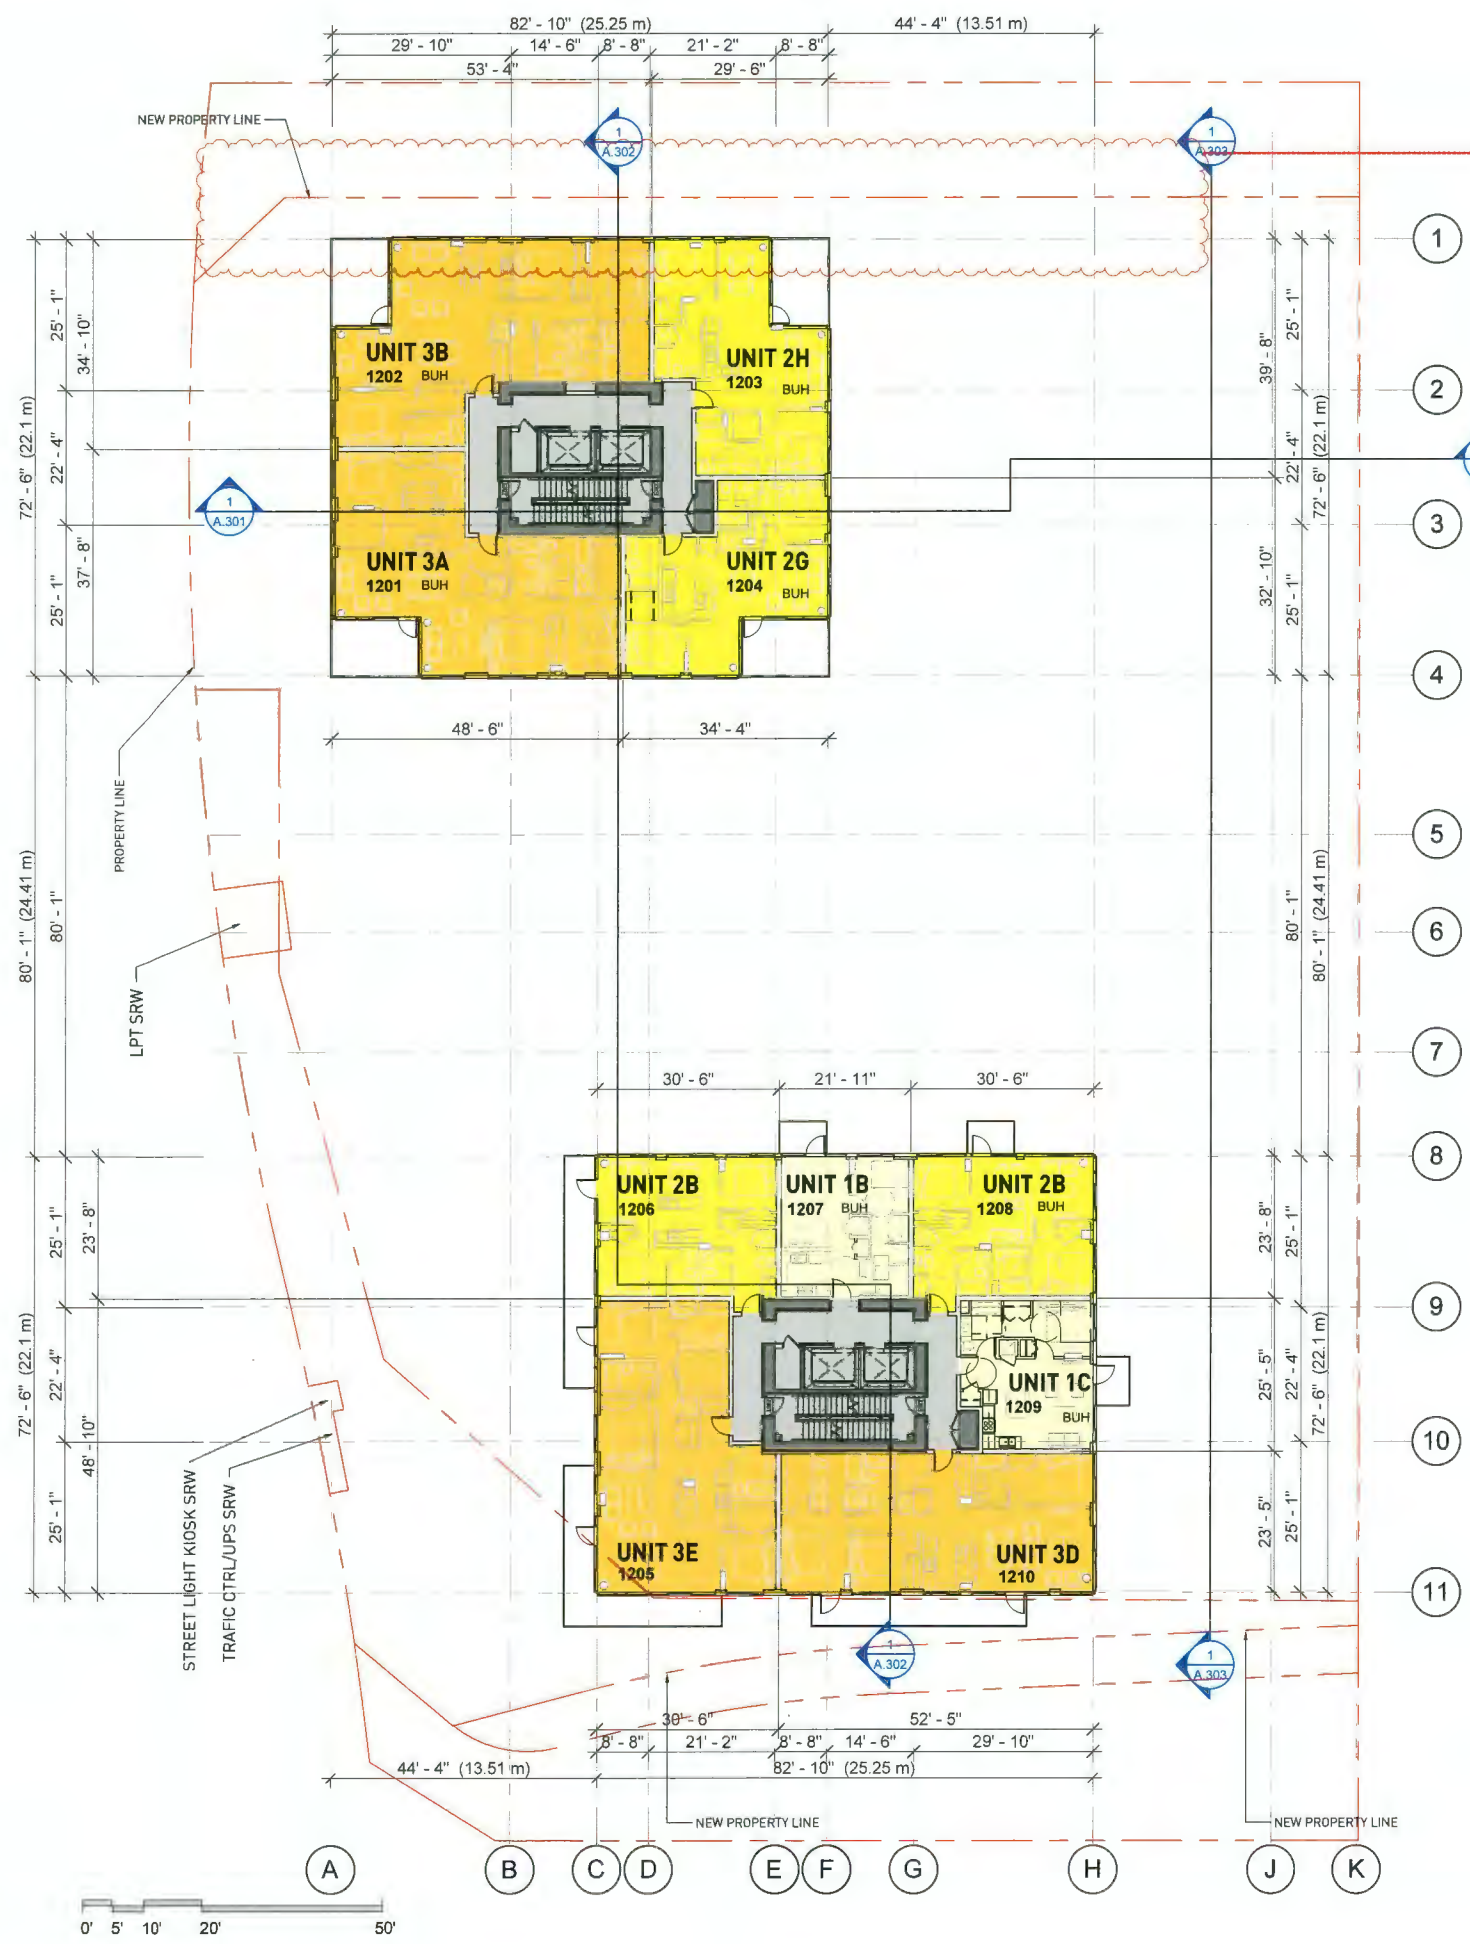 82' - 10" (25.25 m)
44' - 4" (13.51 m)
29' - 10"
14' - 6"
8' - 8"
21' - 2"
8' - 8"
53' - 4"
29' - 6"
NEW PROPERTY LINE
1
A.302
1
A.303
1
25' - 1"
34' - 10"
39' - 8"
25' - 1"
UNIT 3B
1202 BUH
UNIT 2H
1203
BUH
2
72' - 6" (22.1 m)
22' - 4"
22' - 4"
72' - 6" (22.1 m)
1
A.301
3
UNIT 3A
1201 BUH
UNIT 2G
1204
BUH
25' - 1"
37' - 8"
32' - 10"
25' - 1"
4
48' - 6"
34' - 4"
PROPERTY LINE
5
80' - 1" (24.41 m)
80' - 1"
80' - 1"
80' - 1" (24.41 m)
6
LPT SRW
7
30' - 6"
21' - 11"
30' - 6"
8
UNIT 2B
1206
UNIT 1B
1207 BUH
UNIT 2B
1208 BUH
25' - 1"
23' - 8"
23' - 8"
25' - 1"
9
72' - 6" (22.1 m)
22' - 4"
25' - 5"
22' - 4"
72' - 6" (22.1 m)
UNIT 1C
1209
BUH
10
48' - 10"
25' - 1"
23' - 5"
25' - 1"
STREET LIGHT KIOSK SRW
TRAFIC CTRL/UPS SRW
UNIT 3E
1205
UNIT 3D
1210
11
1
A.302
1
A.303
30' - 6"
52' - 5"
8' - 8"
21' - 2"
8' - 8"
14' - 6"
29' - 10"
44' - 4" (13.51 m)
82' - 10" (25.25 m)
NEW PROPERTY LINE
NEW PROPERTY LINE
A B C D E F G H J K
0' 5' 10' 20' 50'